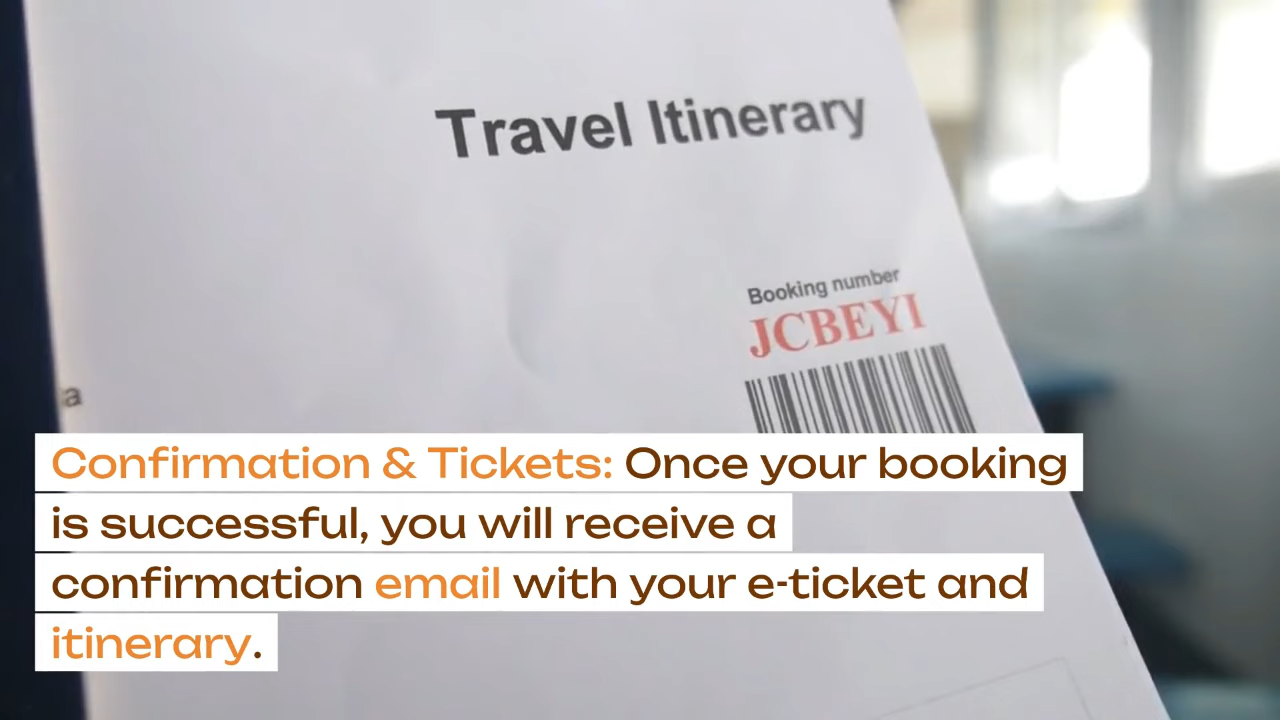 Travel Itinerary
Booking number
JCBEYI
a
Confirmation & Tickets: Once your booking
is successful, you will receive a
confirmation email with your e-ticket and
itinerary.